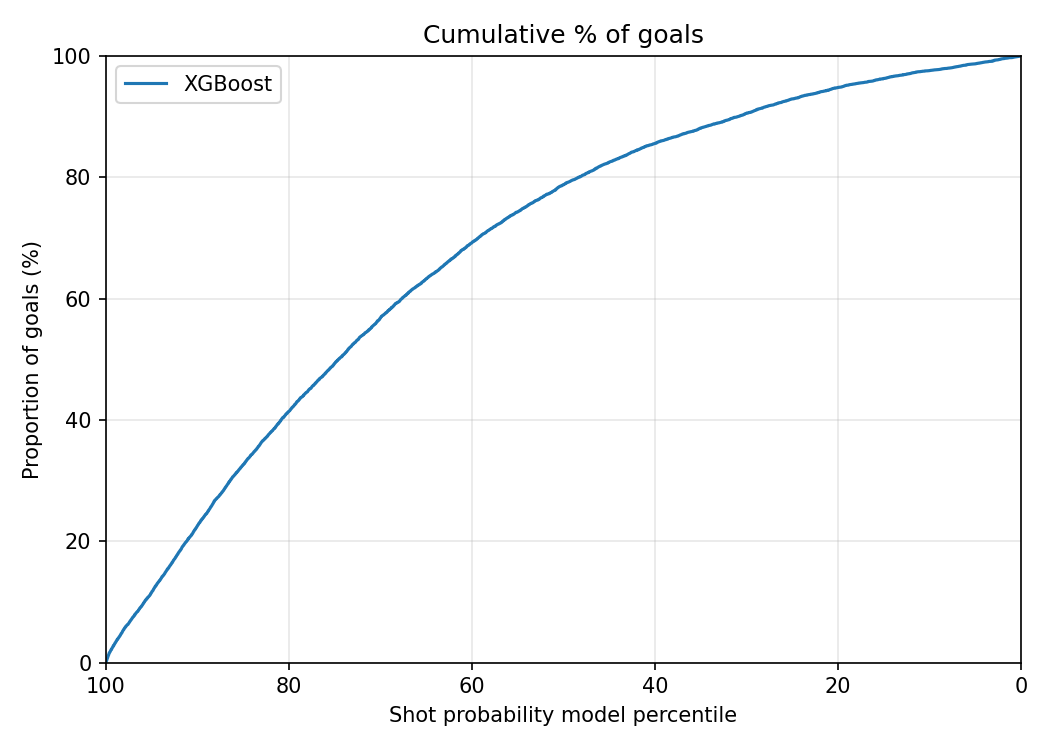 Cumulative % of goals
XGBoost
Proportion of goals (%)
100
80
60
40
20
0
100 80 60 40 20 0
Shot probability model percentile